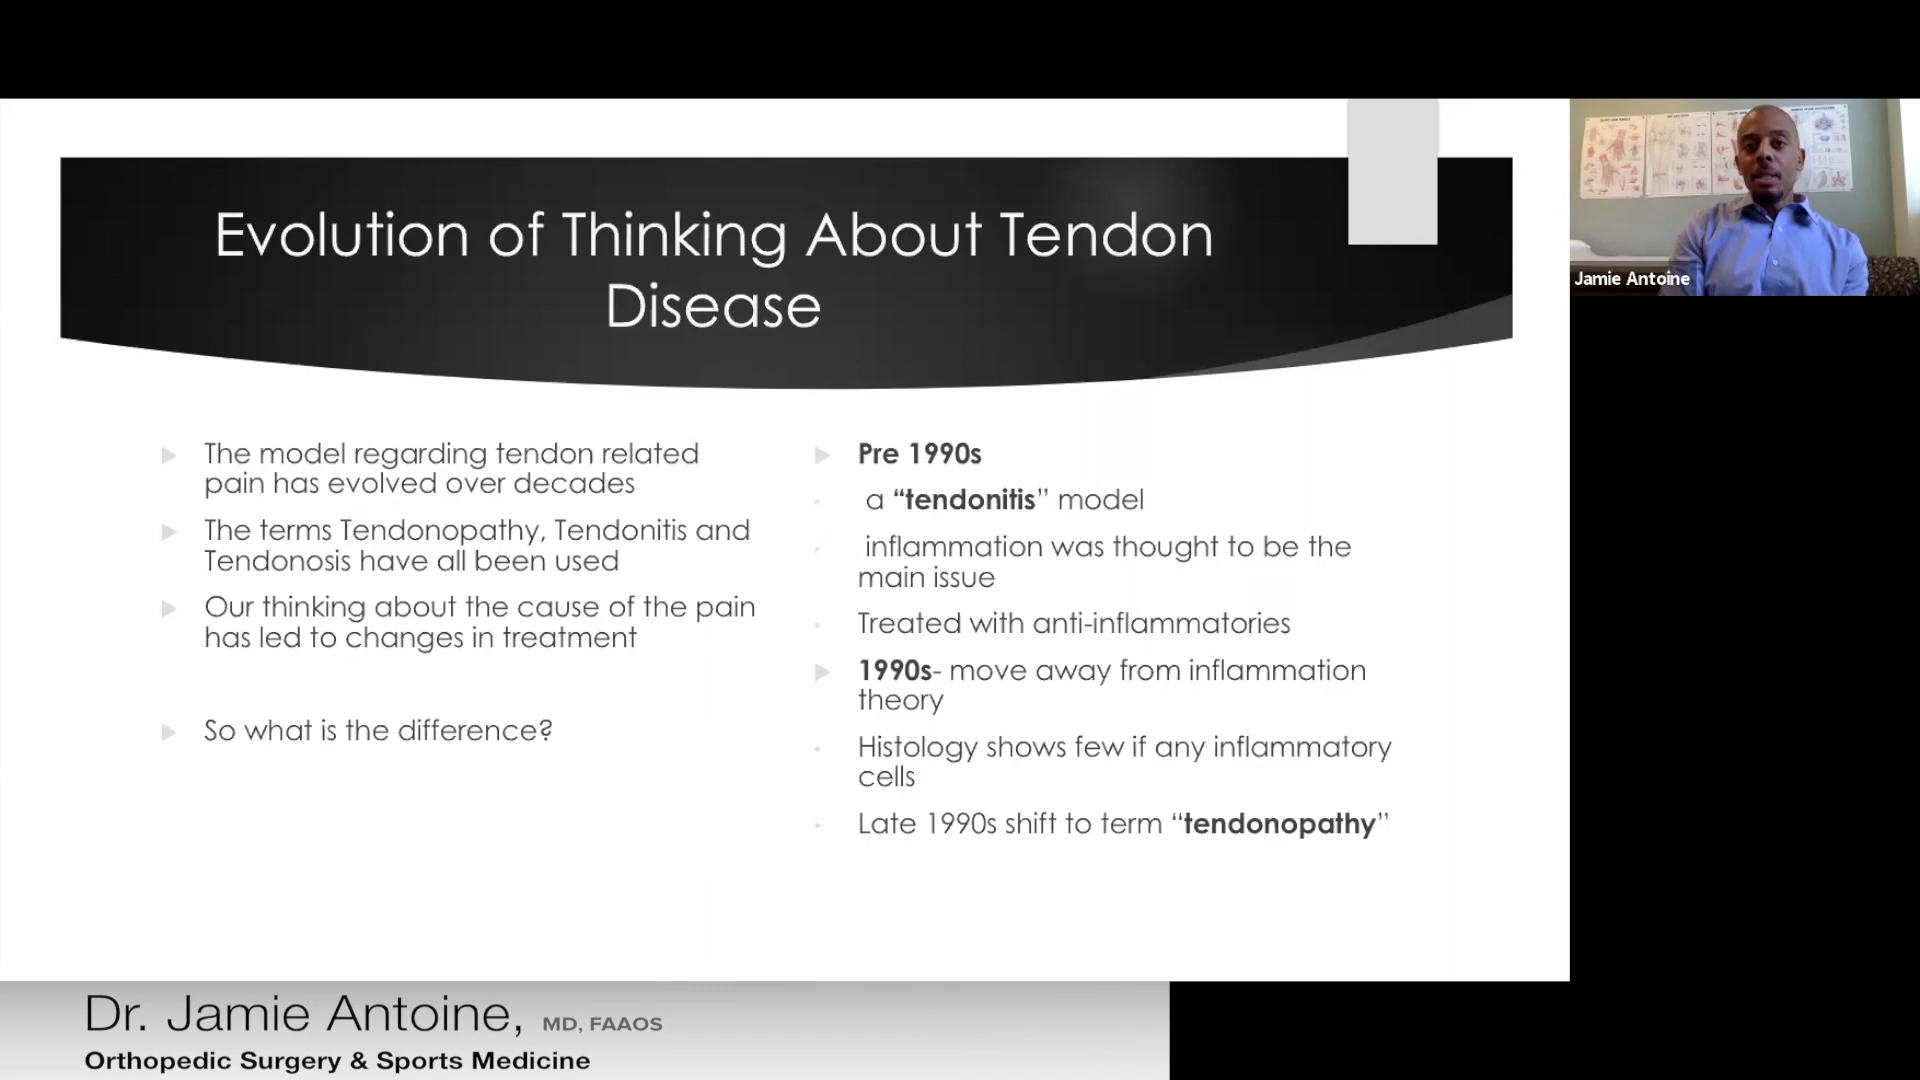 Evolution of Thinking About Tendon
Disease
The model regarding tendon related
pain has evolved over decades
The terms Tendonopathy, Tendonitis and
Tendonosis have all been used
Our thinking about the cause of the pain
has led to changes in treatment
So what is the difference?
Pre 1990s
a “tendonitis” model
inflammation was thought to be the
main issue
Treated with anti-inflammatories
1990s- move away from inflammation
theory
Histology shows few if any inflammatory
cells
Late 1990s shift to term “tendonopathy”
Jamie Antoine
Dr. Jamie Antoine, MD, FAAOS
Orthopedic Surgery & Sports Medicine